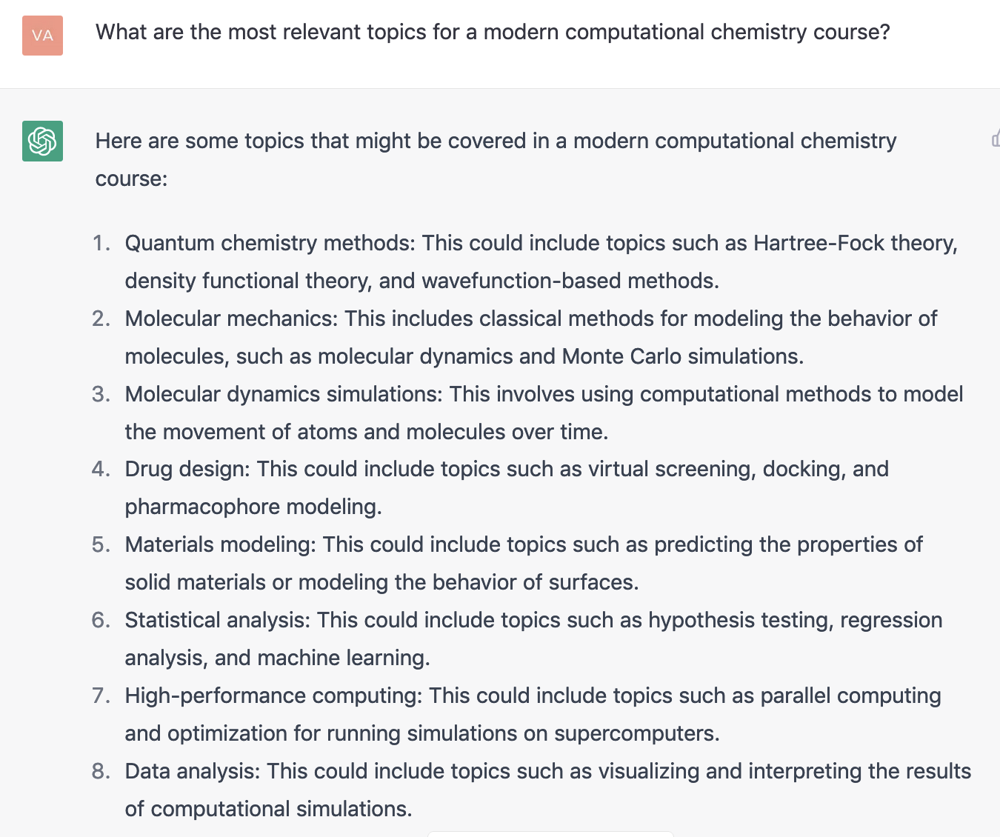 VA
What are the most relevant topics for a modern computational chemistry course?
Here are some topics that might be covered in a modern computational chemistry
course:
1. Quantum chemistry methods: This could include topics such as Hartree-Fock theory,
density functional theory, and wavefunction-based methods.
2. Molecular mechanics: This includes classical methods for modeling the behavior of
molecules, such as molecular dynamics and Monte Carlo simulations.
3. Molecular dynamics simulations: This involves using computational methods to model
the movement of atoms and molecules over time.
4. Drug design: This could include topics such as virtual screening, docking, and
pharmacophore modeling.
5. Materials modeling: This could include topics such as predicting the properties of
solid materials or modeling the behavior of surfaces.
6. Statistical analysis: This could include topics such as hypothesis testing, regression
analysis, and machine learning.
7. High-performance computing: This could include topics such as parallel computing
and optimization for running simulations on supercomputers.
8. Data analysis: This could include topics such as visualizing and interpreting the results
of computational simulations.